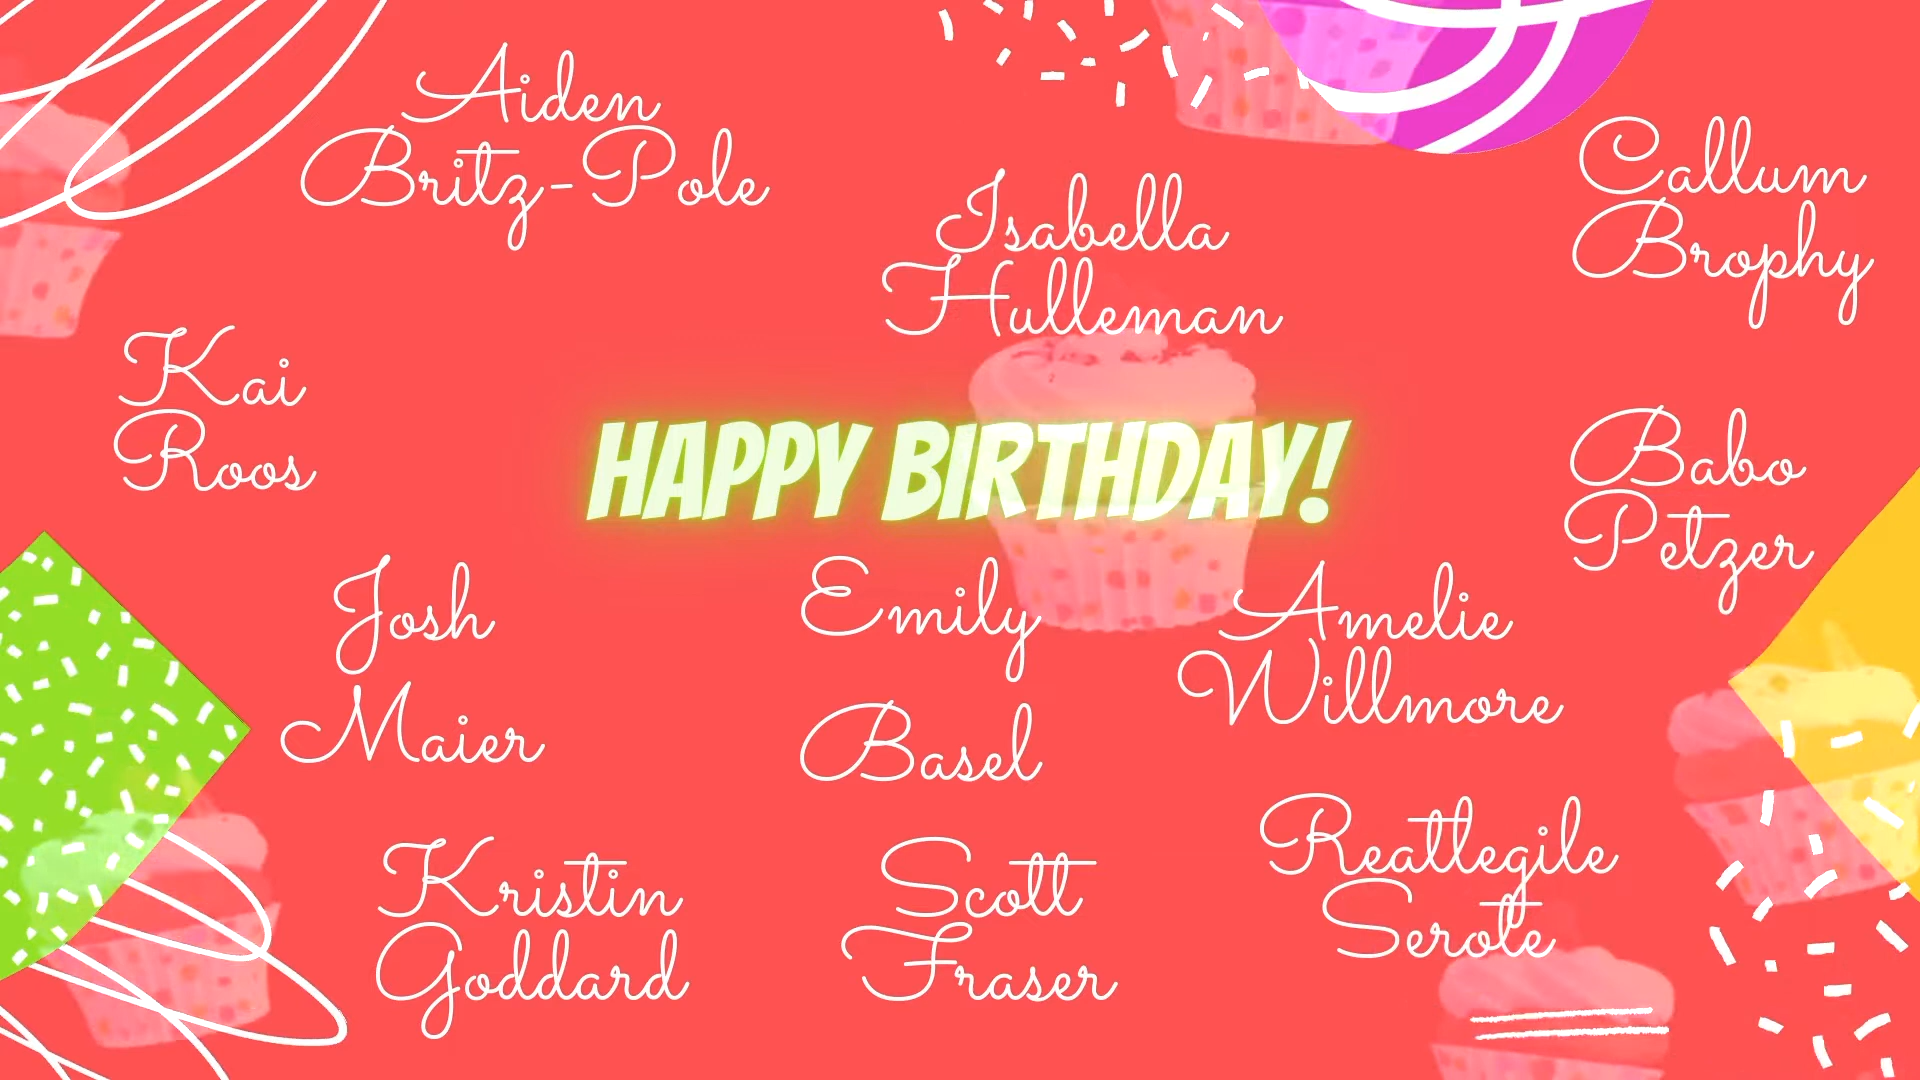 Aiden
Britz-Pole
Isabella
Hulleman
Callum
Brophy
Kai
Roos
HAPPY BIRTHDAY!
Babo
Petzer
Josh
Maier
Emily
Basel
Amelie
Willmore
Kristin
Goddard
Scott
Fraser
Reatlegile
Serote